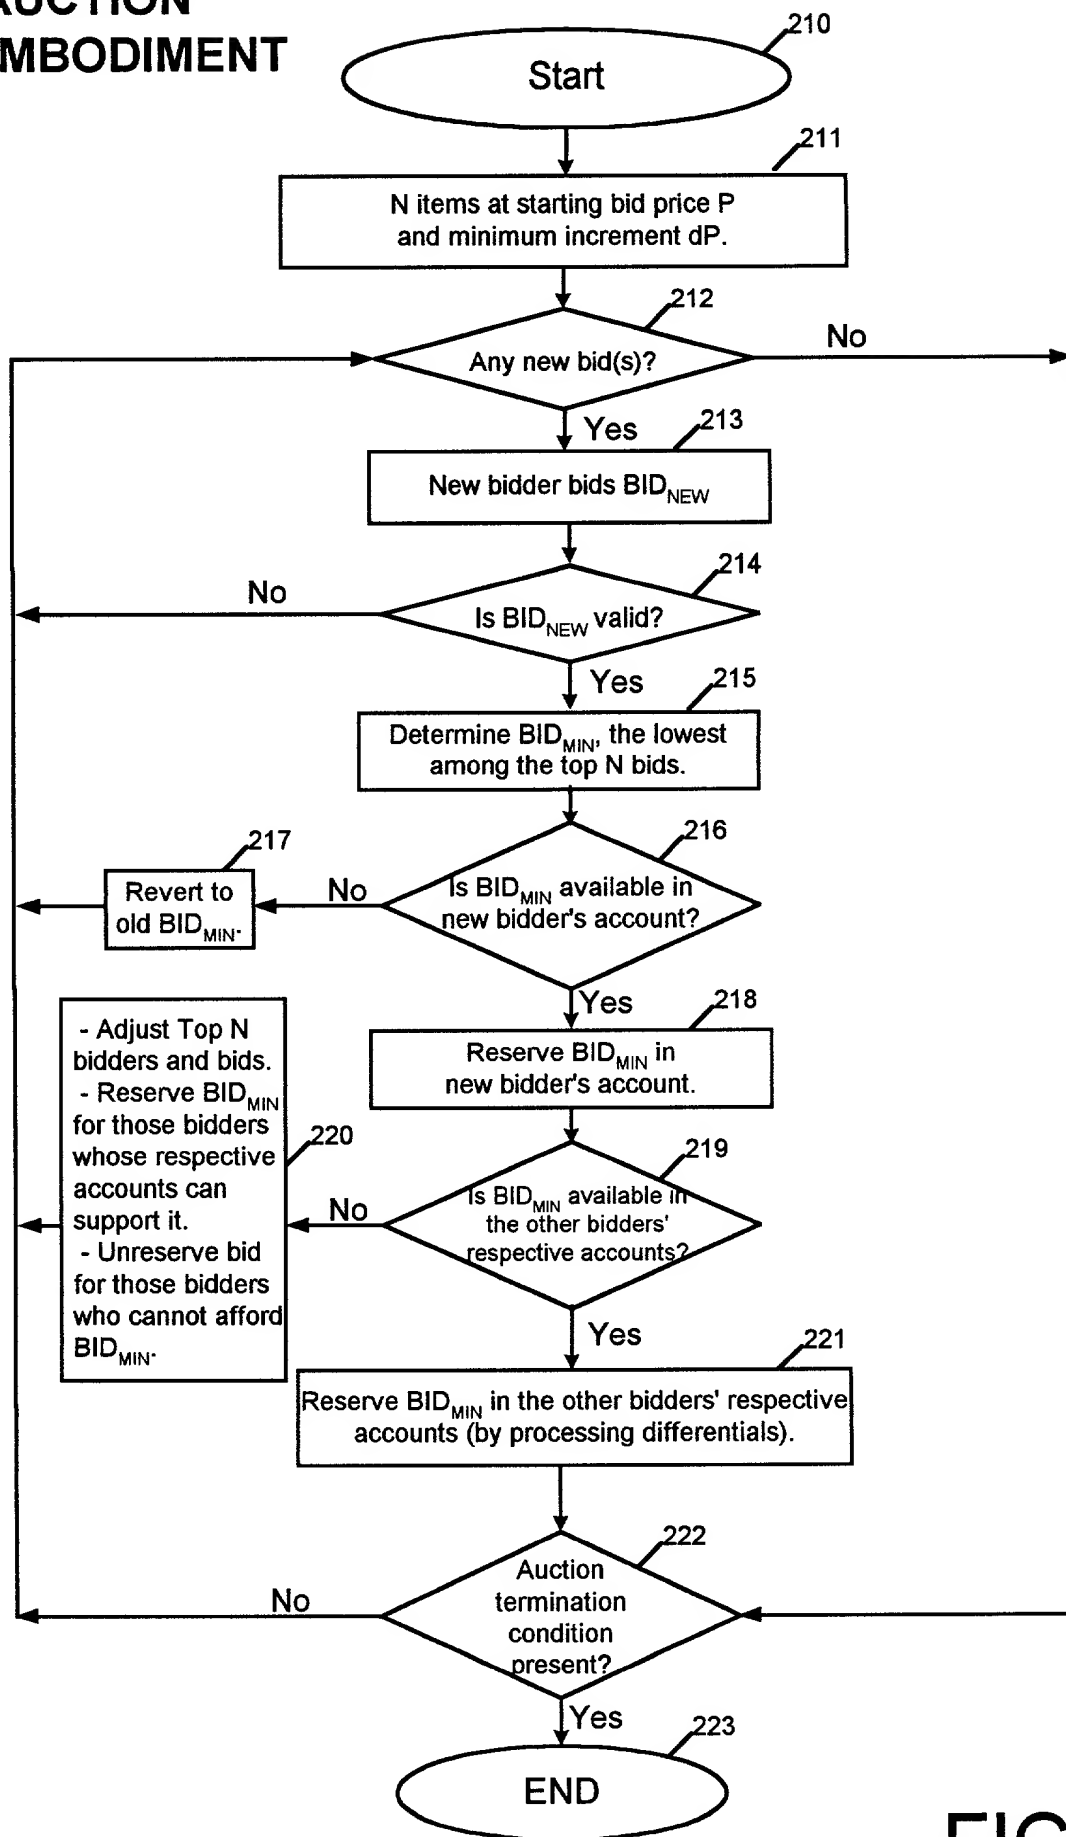 AUCTION
MBODIMENT
210
Start
211
N items at starting bid price P
and minimum increment dP.
212
No
Any new bid(s)?
Yes
213
New bidder bids BIDNEW
214
No
Is BIDNEW valid?
Yes
215
Determine BIDMIN, the lowest
among the top N bids.
216
217
Revert to
old BIDMIN.
No
Is BIDMIN available in
new bidder's account?
Yes
218
Reserve BIDMIN in
new bidder's account.
- Adjust Top N
bidders and bids.
- Reserve BIDMIN
for those bidders
whose respective
accounts can
support it.
- Unreserve bid
for those bidders
who cannot afford
BIDMIN.
220
219
No
Is BIDMIN available in
the other bidders'
respective accounts?
Yes
221
Reserve BIDMIN in the other bidders' respective
accounts (by processing differentials).
222
No
Auction
termination
condition
present?
Yes
223
END
FIG